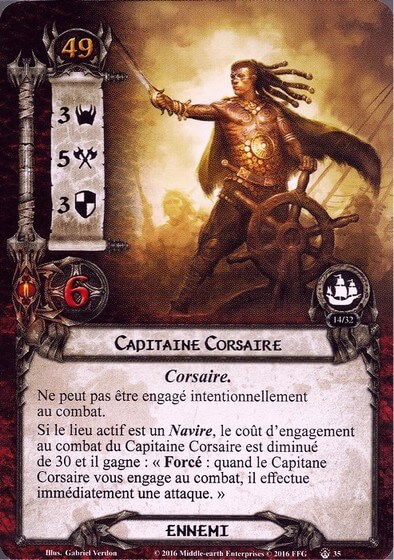 49
3
5
3
6
14/32
CAPITAINE CORSAIRE
Corsaire.
Ne peut pas être engagé intentionnellement
au combat.
Si le lieu actif est un Navire, le coût d'engagement
au combat du Capitaine Corsaire est diminué
de 30 et il gagne : « Forcé : quand le Capitane
Corsaire vous engage au combat, il effectue
immédiatement une attaque. »
ENNEMI
Illus. Gabriel Verdon © 2016 Middle-earth Enterprises © 2016 FFG 35